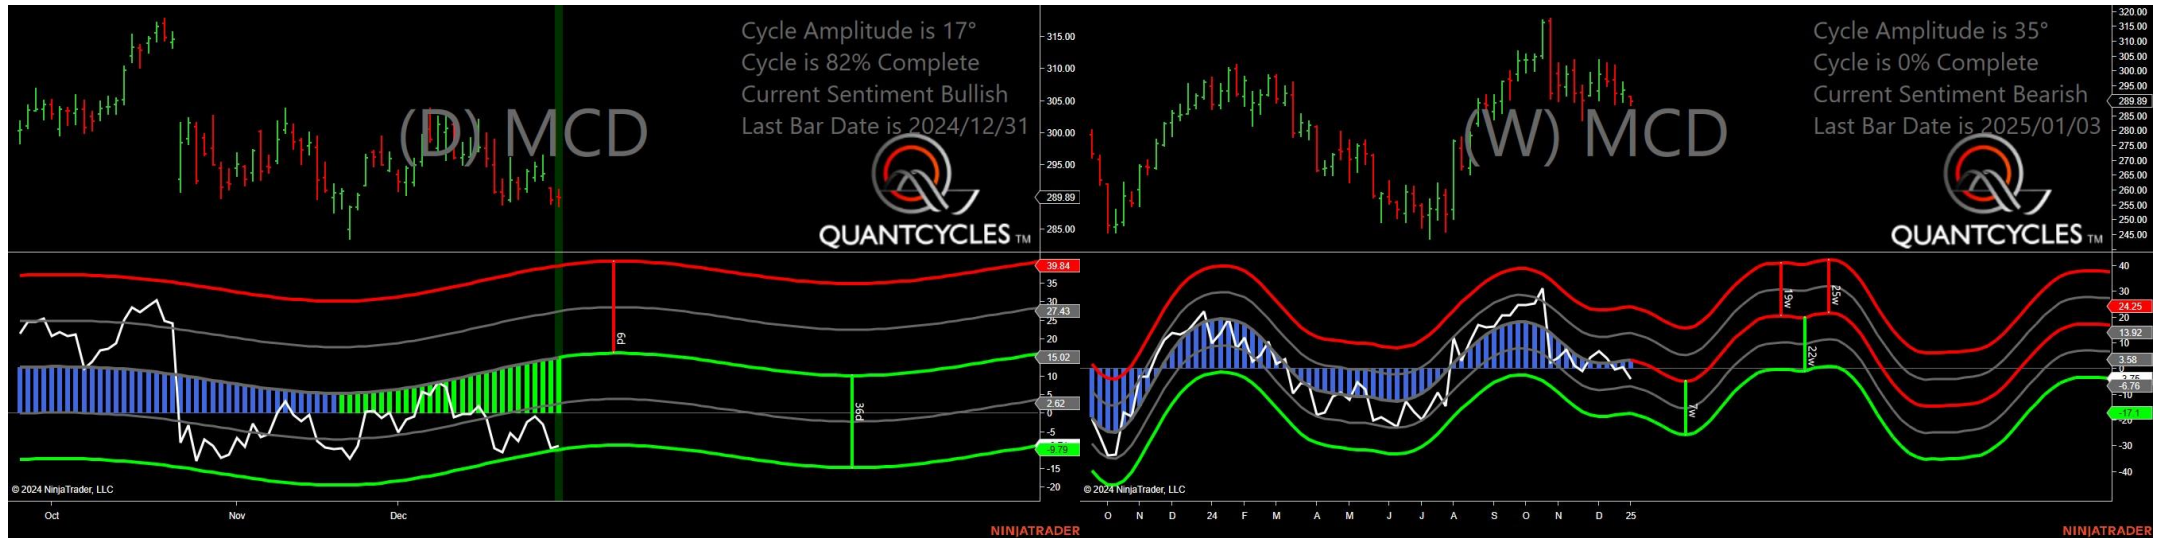 Cycle Amplitude is 17°
Cycle is 82% Complete
Current Sentiment Bullish
Last Bar Date is 2024/12/31
(D) MCD
QUANTCYCLES TM
315.00
310.00
305.00
300.00
295.00
289.89
285.00
39.84
35
30
27.43
25
20
15.02
10
5
2.62
0
-5
-9.79
-15
-20
6d
36d
© 2024 NinjaTrader, LLC
Oct
Nov
Dec
NINJATRADER
Cycle Amplitude is 35°
Cycle is 0% Complete
Current Sentiment Bearish
Last Bar Date is 2025/01/03
(W) MCD
QUANTCYCLES TM
320.00
315.00
310.00
305.00
300.00
295.00
289.89
285.00
280.00
275.00
270.00
265.00
260.00
255.00
250.00
245.00
40
30
24.25
20
13.92
10
3.58
0
-6.76
-10
-17.1
-20
-30
-40
7w
19w
22w
25w
© 2024 NinjaTrader, LLC
O N D 24 F M A M J J A S O N D 25
NINJATRADER